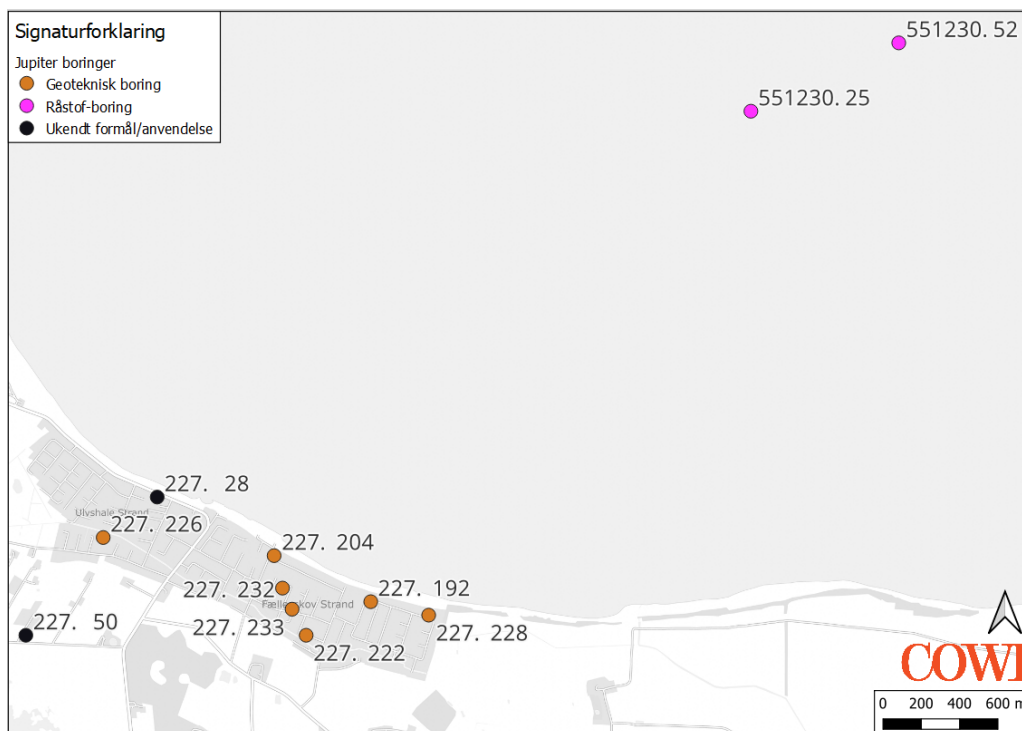 Signaturforklaring
Jupiter boringer
Geoteknisk boring
Råstof-boring
Ukendt formål/anvendelse
551230. 52
551230. 25
227. 28
Ulvshale Strand
227. 226
227. 204
227. 232
227. 192
Strand
227. 50
227. 233
227. 228
227. 222
COWI
0 200 400 600 m